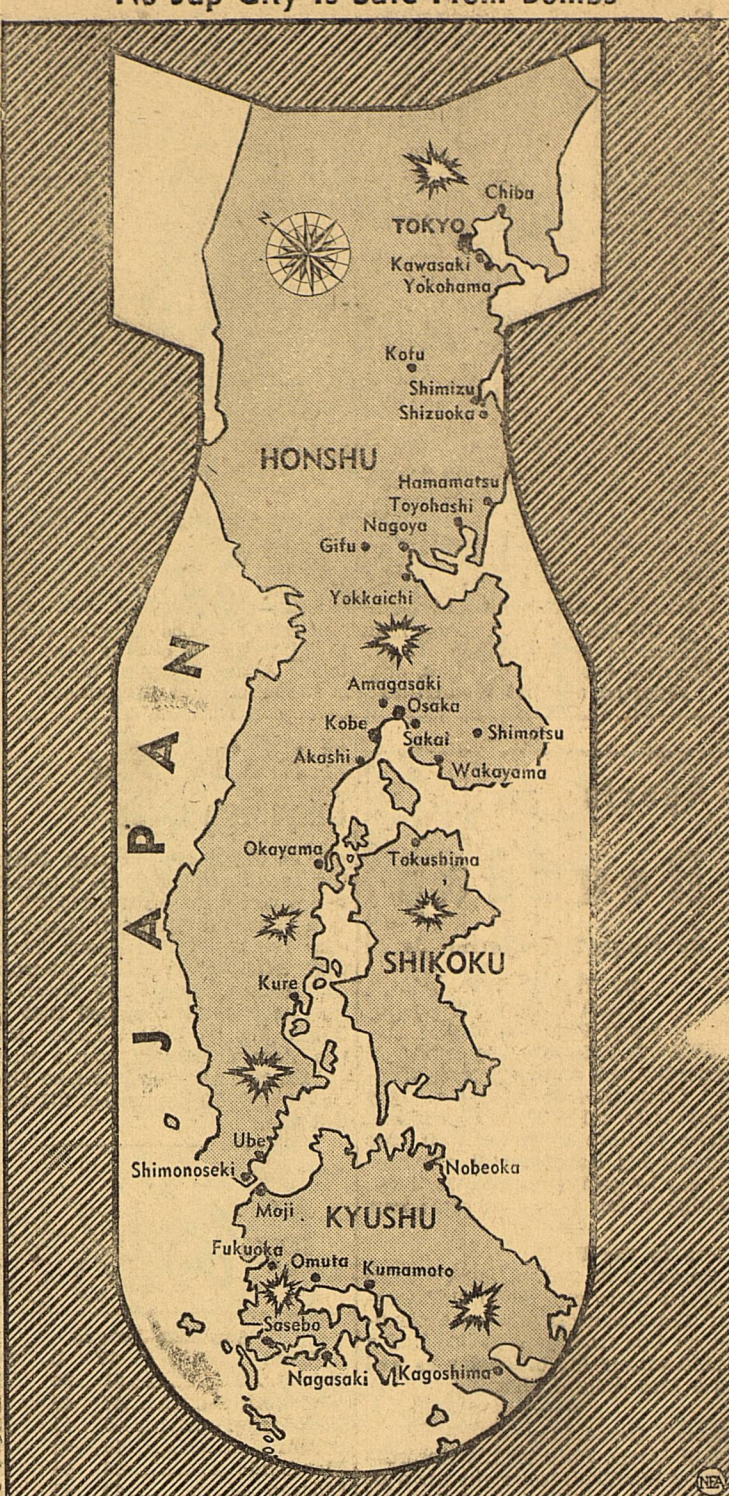 No Jap City Is Safe From Bombs
Chiba
TOKYO
Kawasaki
Yokohama
N
Kofu
Shimizu
Shizuoka
HONSHU
Hamamatsu
Toyohashi
Nagoya
Gifu
Yokkaichi
JAPAN
Amagasaki
Osaka
Kobe
Sakai
Shimotsu
Akashi
Wakayama
Okayama
Tokushima
SHIKOKU
Kure
Ube
Shimonoseki
Nobeoka
Moji
KYUSHU
Fukuoka
Omuta
Kumamoto
Sasebo
Nagasaki
Kagoshima
NEA